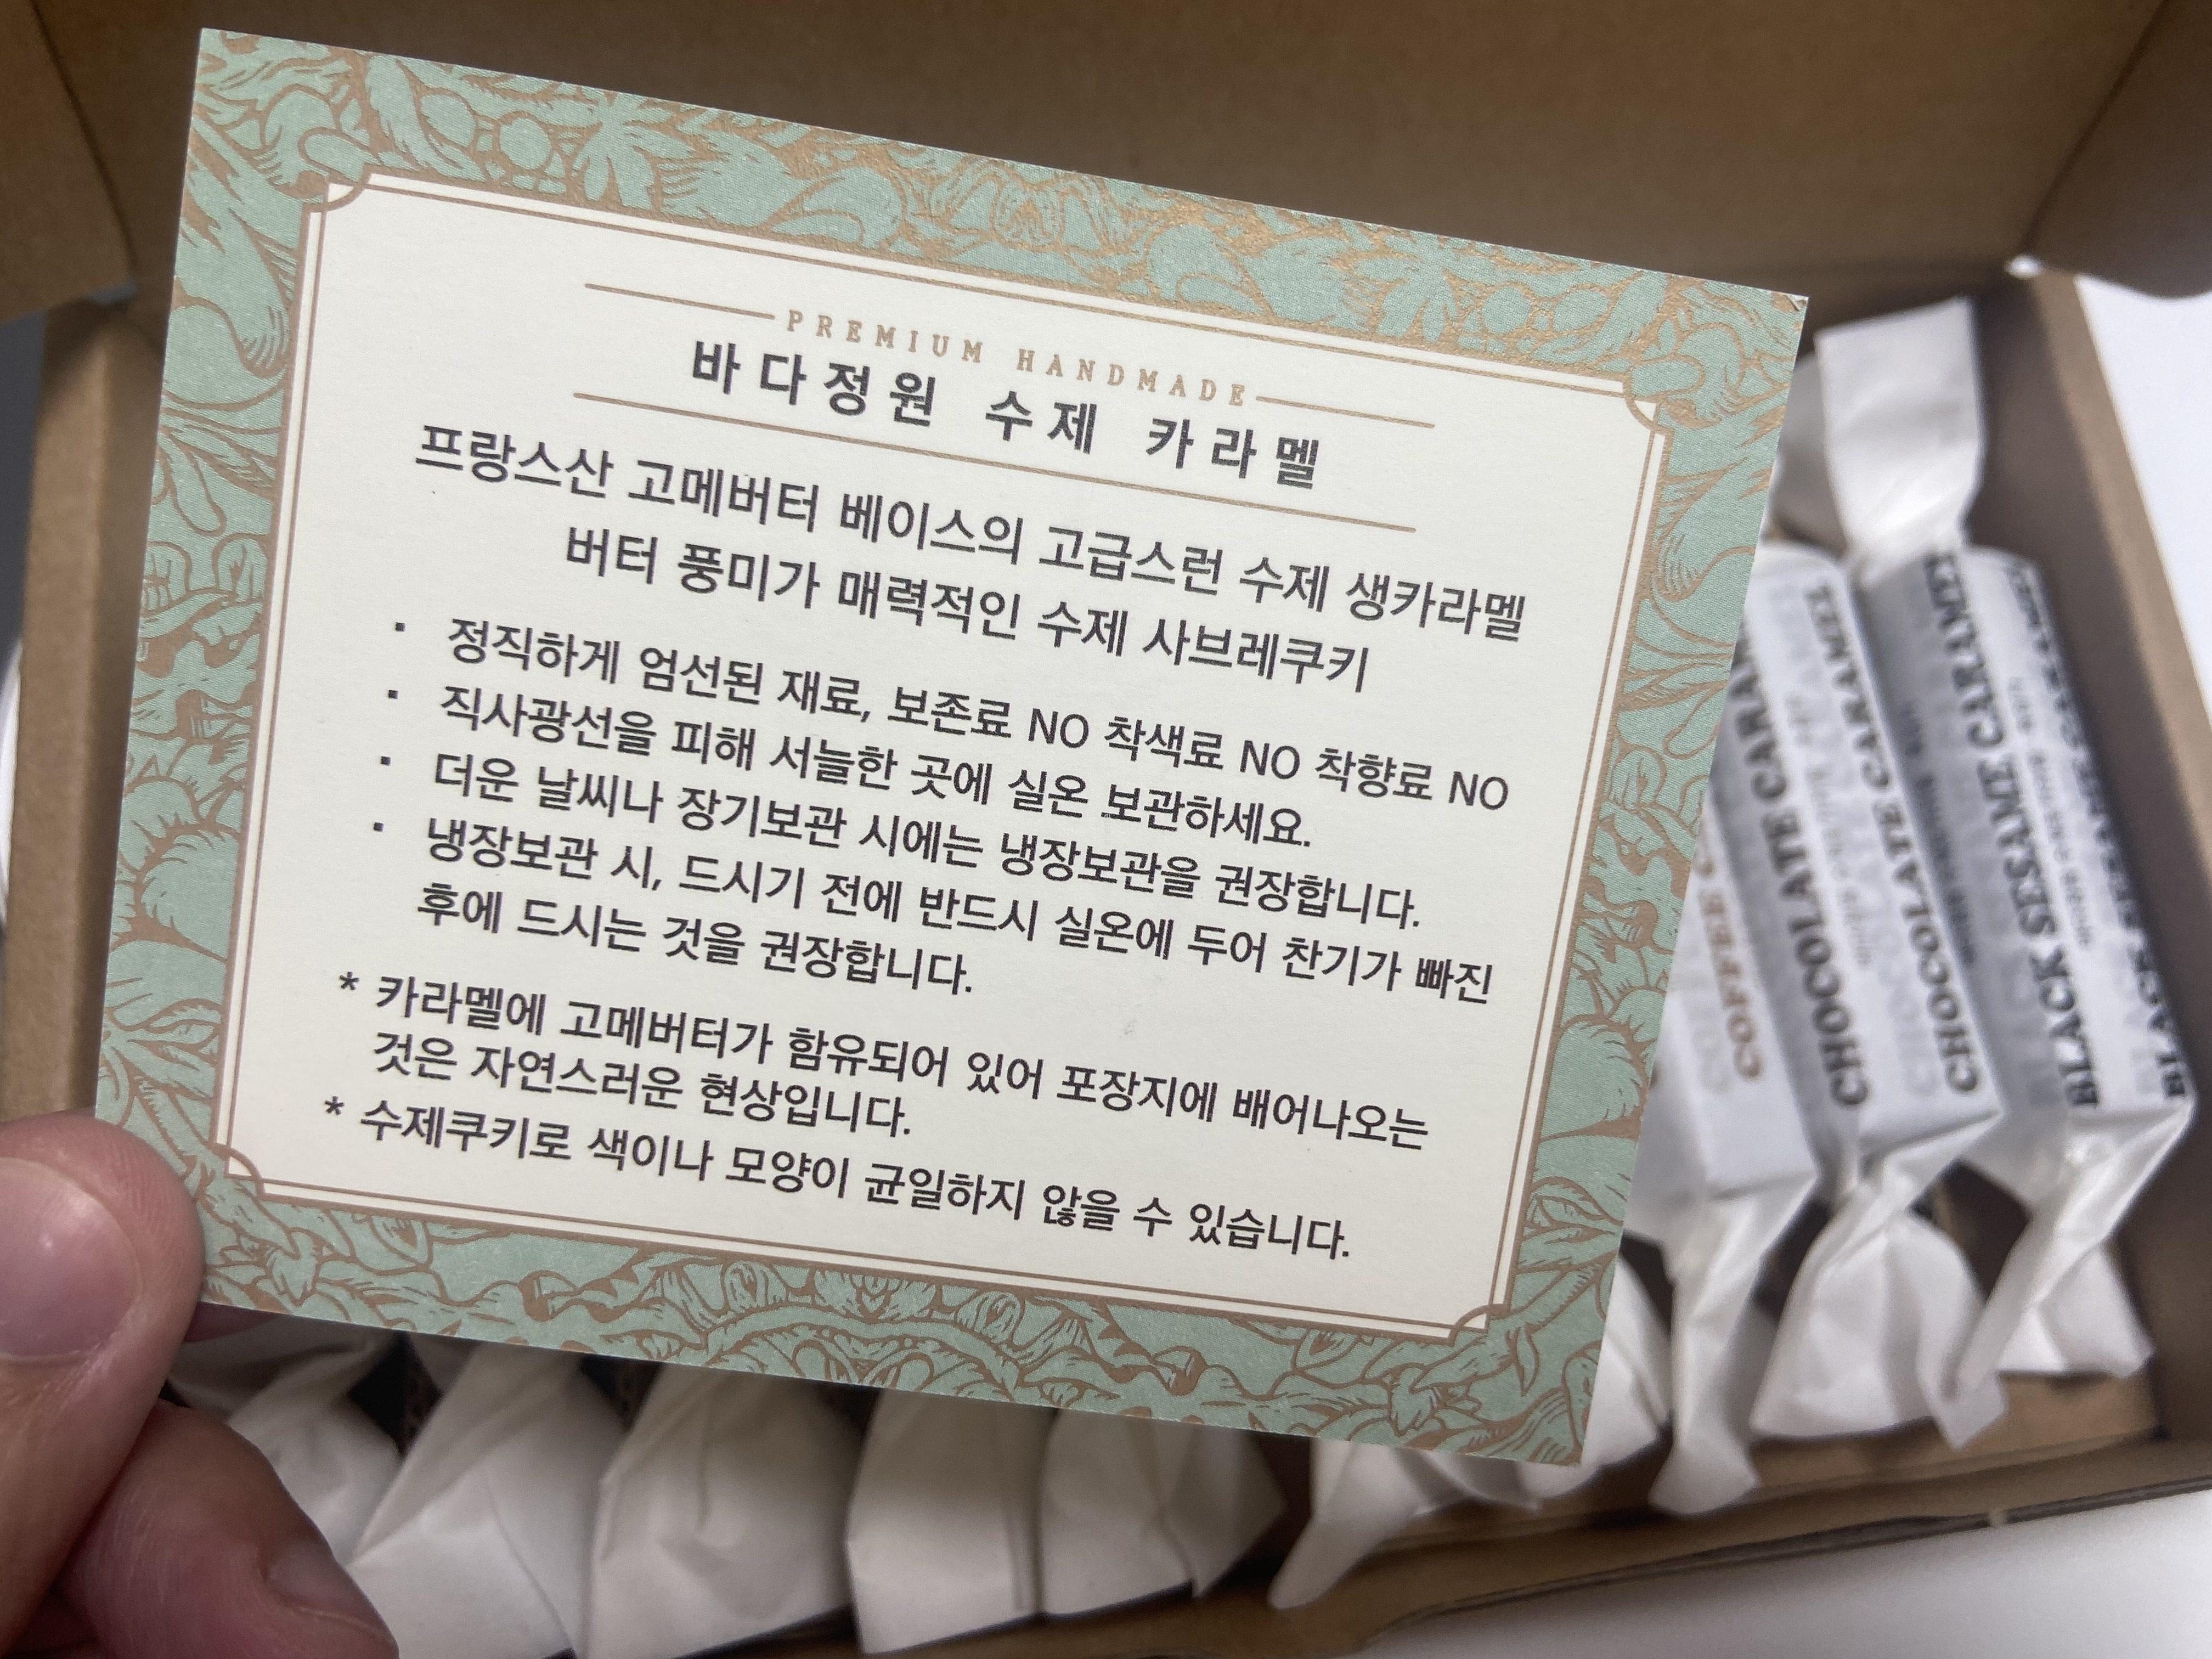 PREMIUM HANDMADE
바다정원 수제 카라멜
프랑스산 고메버터 베이스의 고급스런 수제 생카라멜
버터 풍미가 매력적인 수제 사브레쿠키
· 정직하게 엄선된 재료, 보존료 NO 착색료 NO 착향료 NO
· 직사광선을 피해 서늘한 곳에 실온 보관하세요.
· 더운 날씨나 장기보관 시에는 냉장보관을 권장합니다.
· 냉장보관 시, 드시기 전에 반드시 실온에 두어 찬기가 빠진
후에 드시는 것을 권장합니다.
* 카라멜에 고메버터가 함유되어 있어 포장지에 배어나오는
것은 자연스러운 현상입니다.
* 수제쿠키로 색이나 모양이 균일하지 않을 수 있습니다.
COFFEE
CHOCOLATE CARAMEL
CHOCOLATE CARAMEL
BLACK SESAME CARAMEL
BLACK SESAME